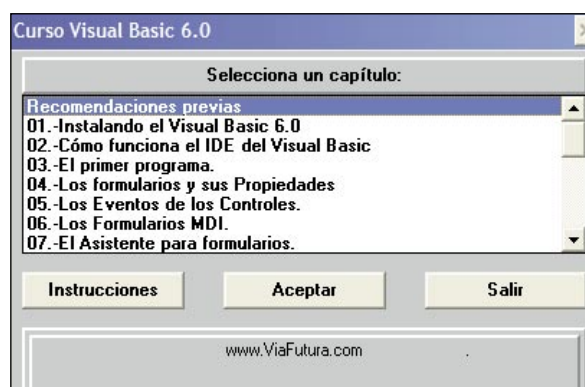 Curso Visual Basic 6.0
Selecciona un capítulo:
Recomendaciones previas
01.-Instalando el Visual Basic 6.0
02.-Cómo funciona el IDE del Visual Basic
03.-El primer programa.
04.-Los formularios y sus Propiedades
05.-Los Eventos de los Controles.
06.-Los Formularios MDI.
07.-El Asistente para formularios.
Instrucciones
Aceptar
Salir
www.ViaFutura.com .